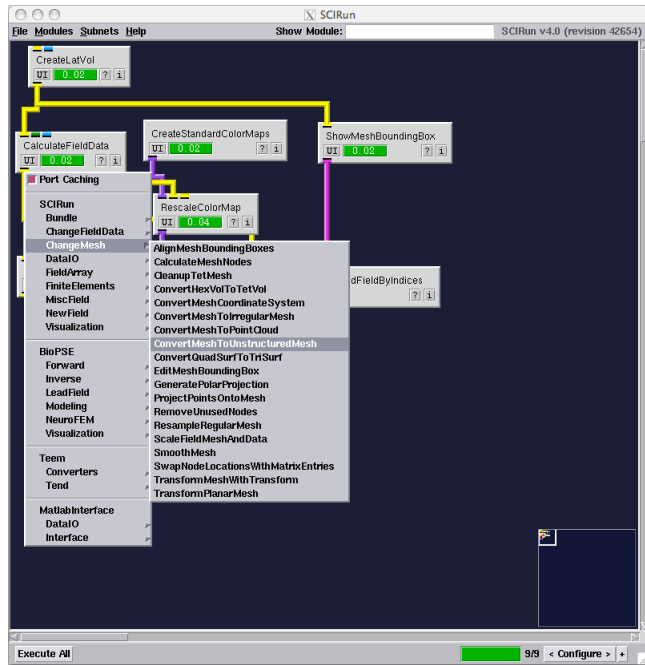 SCIRun
File Modules Subnets Help Show Module: SCIRun v4.0 (revision 42654)
CreateLatVol
UI 0.02 ? i
CalculateFieldData
UI 0.02 ? i
CreateStandardColorMaps
UI 0.02 ? i
ShowMeshBoundingBox
UI 0.02 ? i
RescaleColorMap
UI 0.04 ? i
dFieldByIndices
? i
Port Caching
SCIRun
Bundle
ChangeFieldData
ChangeMesh
DataIO
FieldArray
FiniteElements
MiscField
NewField
Visualization
BioPSE
Forward
Inverse
LeadField
Modeling
NeuroFEM
Visualization
Teem
Converters
Tend
MatlabInterface
DataIO
Interface
AlignMeshBoundingBoxes
CalculateMeshNodes
CleanupTetMesh
ConvertHexVolToTetVol
ConvertMeshCoordinateSystem
ConvertMeshToIrregularMesh
ConvertMeshToPointCloud
ConvertMeshToUnstructuredMesh
ConvertQuadSurfToTriSurf
EditMeshBoundingBox
GeneratePolarProjection
ProjectPointsOntoMesh
RemoveUnusedNodes
ResampleRegularMesh
ScaleFieldMeshAndData
SmoothMesh
SwapNodeLocationsWithMatrixEntries
TransformMeshWithTransform
TransformPlanarMesh
Execute All 9/9 < Configure > +